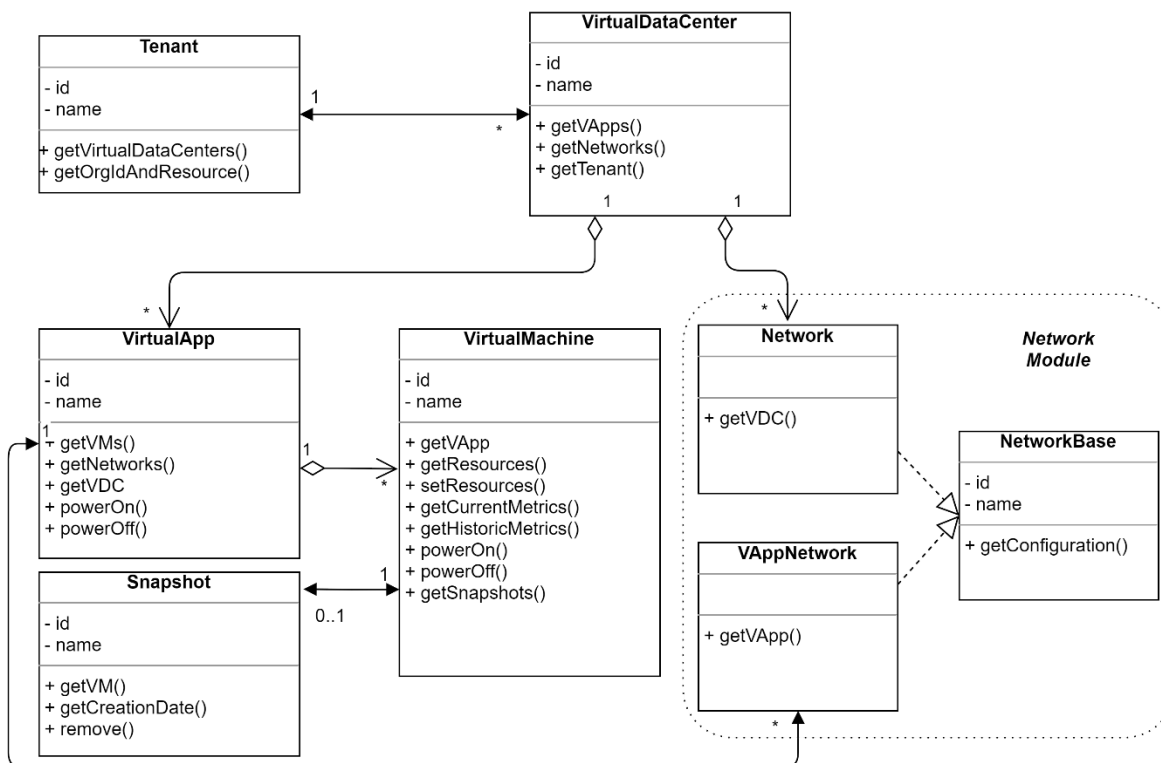 Tenant
- id
- name
+ getVirtualDataCenters()
+ getOrgIdAndResource()
1
*
VirtualDataCenter
- id
- name
+ getVApps()
+ getNetworks()
+ getTenant()
1
1
*
*
VirtualApp
- id
- name
1
+ getVMs()
+ getNetworks()
+ getVDC
+ powerOn()
+ powerOff()
1
*
VirtualMachine
- id
- name
+ getVApp
+ getResources()
+ setResources()
+ getCurrentMetrics()
+ getHistoricMetrics()
+ powerOn()
+ powerOff()
+ getSnapshots()
Snapshot
- id
- name
+ getVM()
+ getCreationDate()
+ remove()
1
0..1
Network
Module
Network
+ getVDC()
NetworkBase
- id
- name
+ getConfiguration()
VAppNetwork
+ getVApp()
*